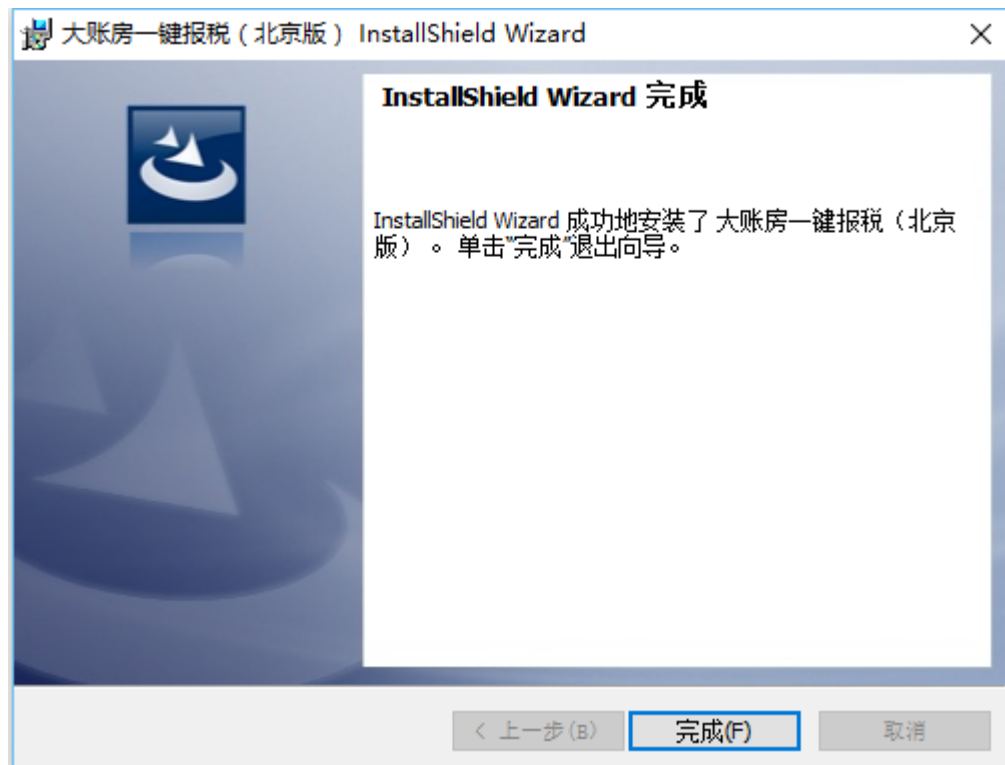 大账房一键报税（北京版） InstallShield Wizard
InstallShield Wizard 完成
InstallShield Wizard 成功地安装了 大账房一键报税（北京
版）。 单击"完成"退出向导。
< 上一步(B)
完成(F)
取消